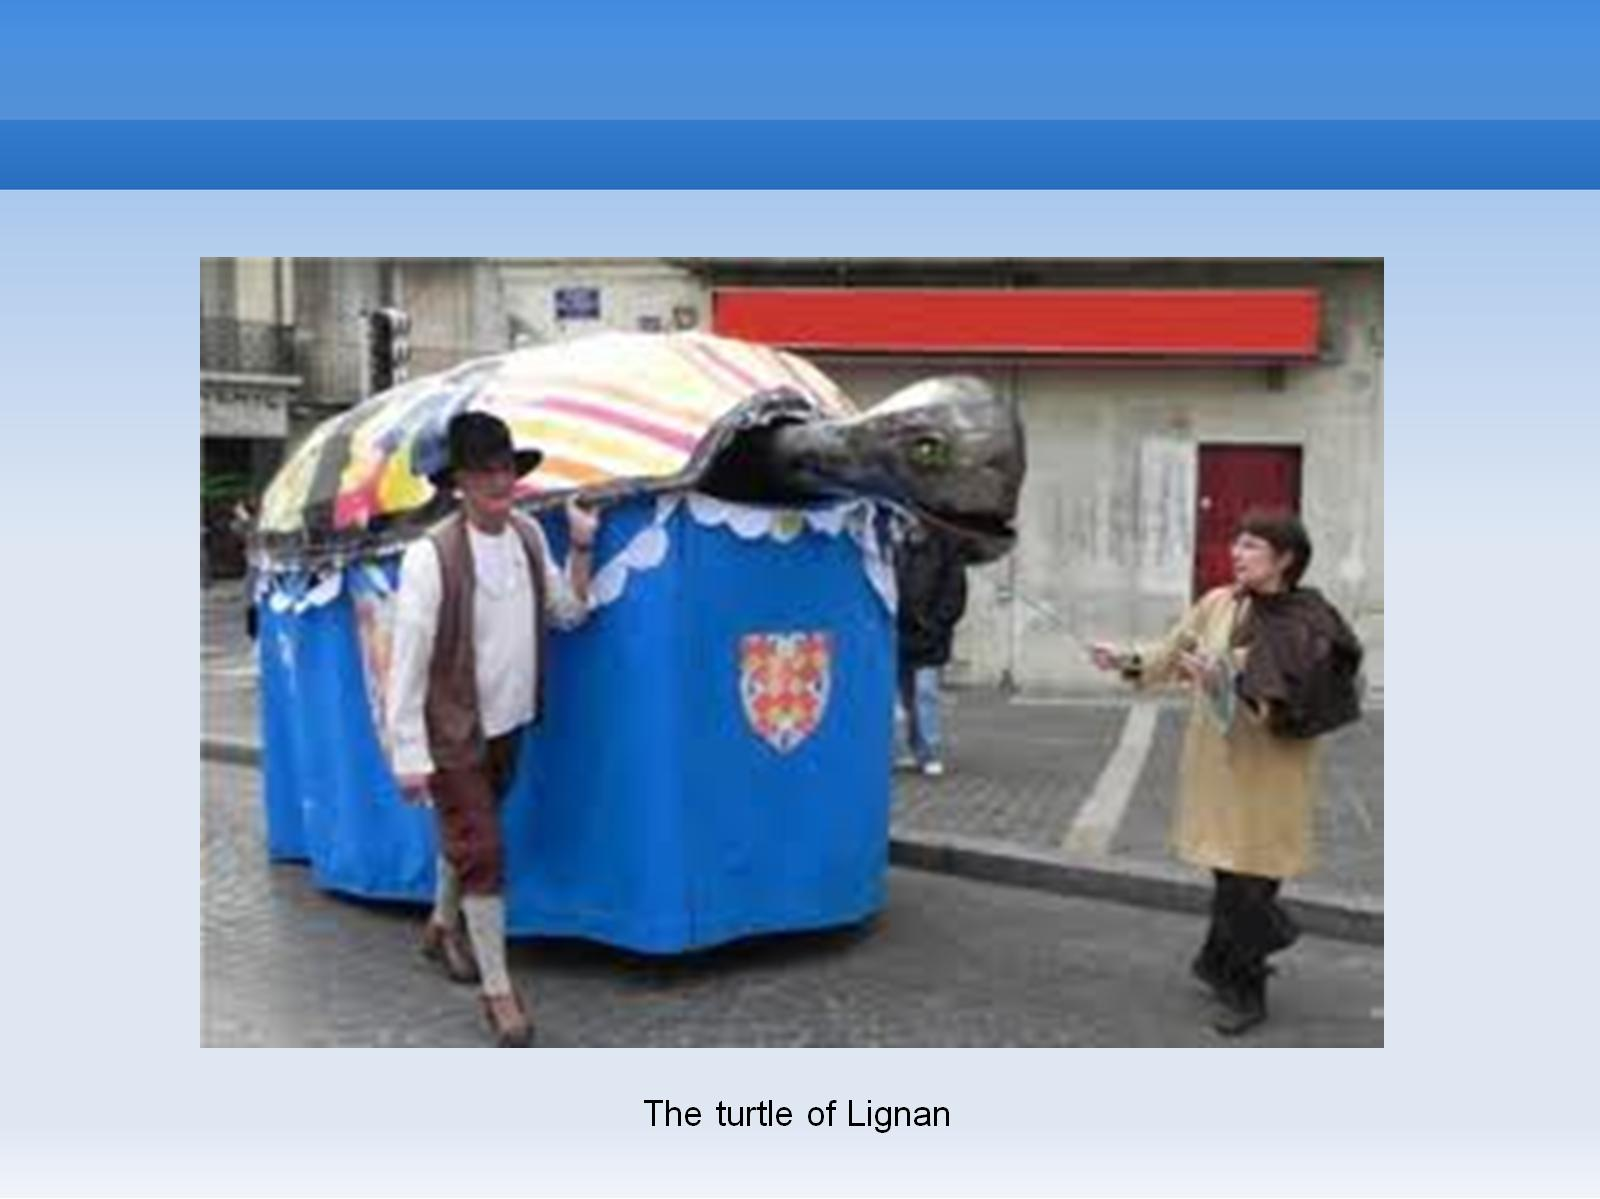 The turtle of Lignan